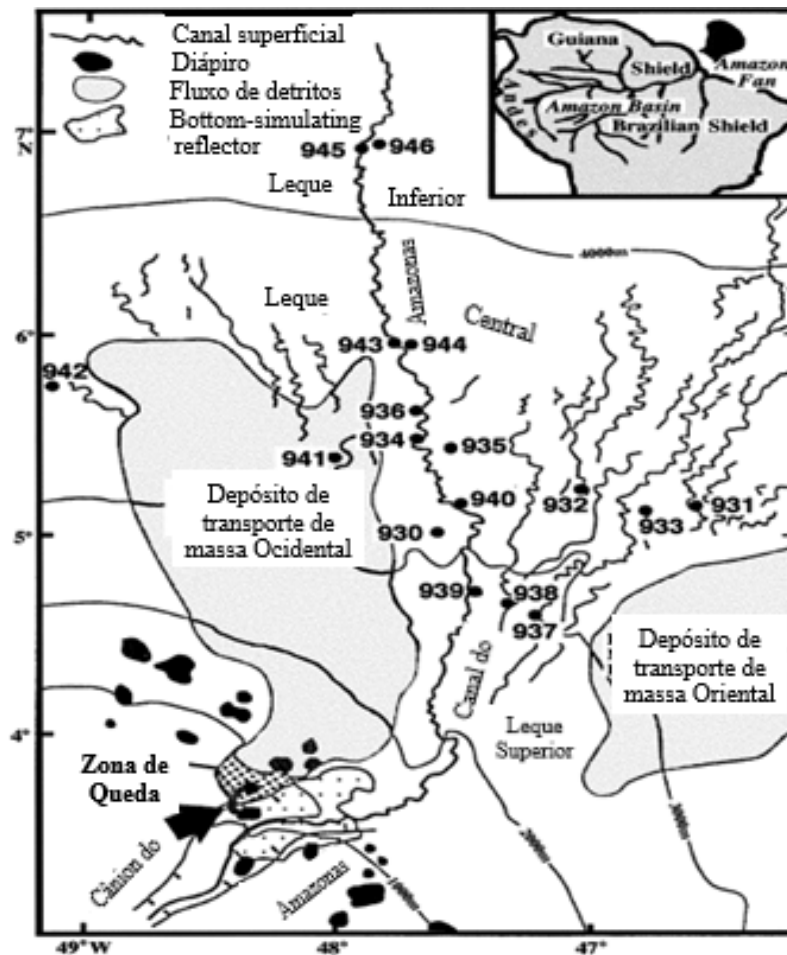 Canal superficial
Diápiro
Fluxo de detritos
Bottom-simulating
reflector
Guiana
Shield
Amazon
Fan
Andes
Amazon Basin
Brazilian Shield
7°
945
946
Leque
Inferior
4000m
Amazonas
Leque
Central
6°
943
944
942
936
934
935
941
940
932
931
933
Depósito de
transporte de
massa Ocidental
930
5°
939
938
937
Canal do
Depósito de
transporte de
massa Oriental
4°
Leque
Superior
Zona de
Queda
3000m
2000m
Cânion do
Amazonas
1000m
49°W
48°
47°